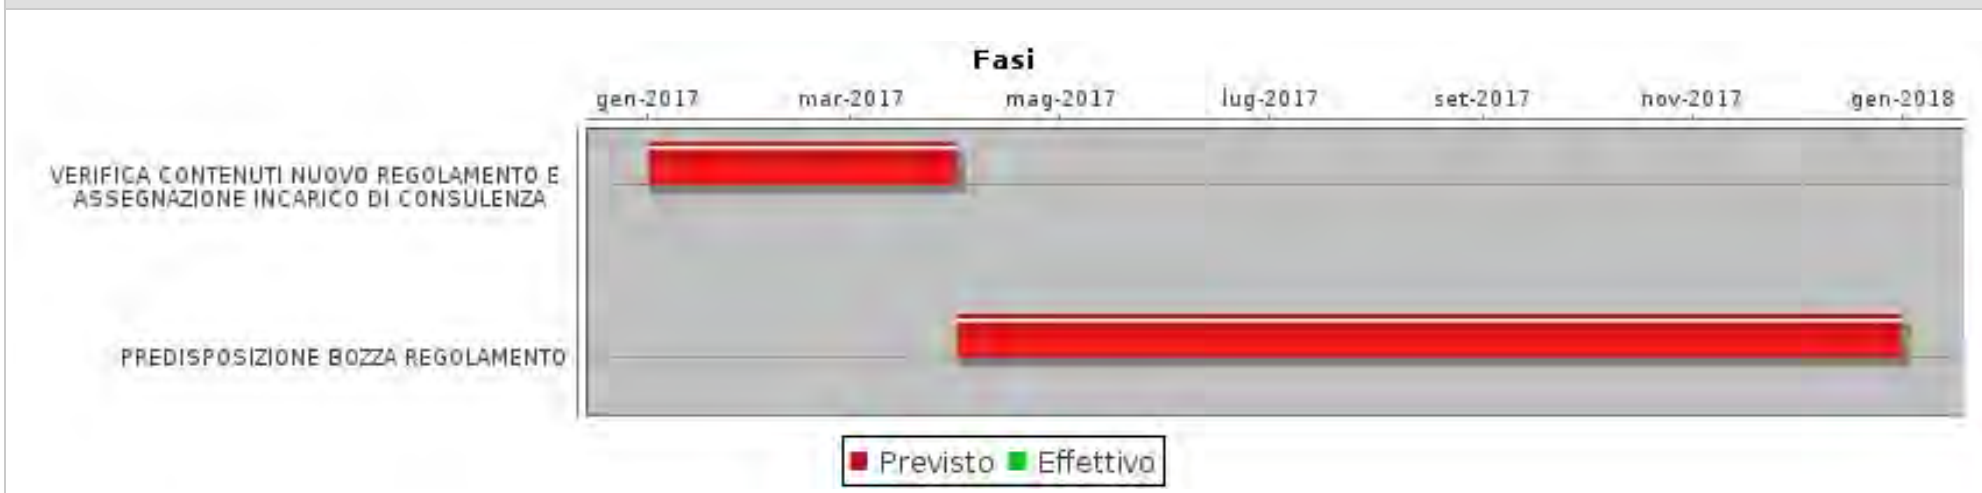 Fasi
gen-2017 mar-2017 mag-2017 lug-2017 set-2017 nov-2017 gen-2018
VERIFICA CONTENUTI NUOVO REGOLAMENTO E
ASSEGNAZIONE INCARICO DI CONSULENZA
PREDISPOSIZIONE BOZZA REGOLAMENTO
Previsto Effettivo